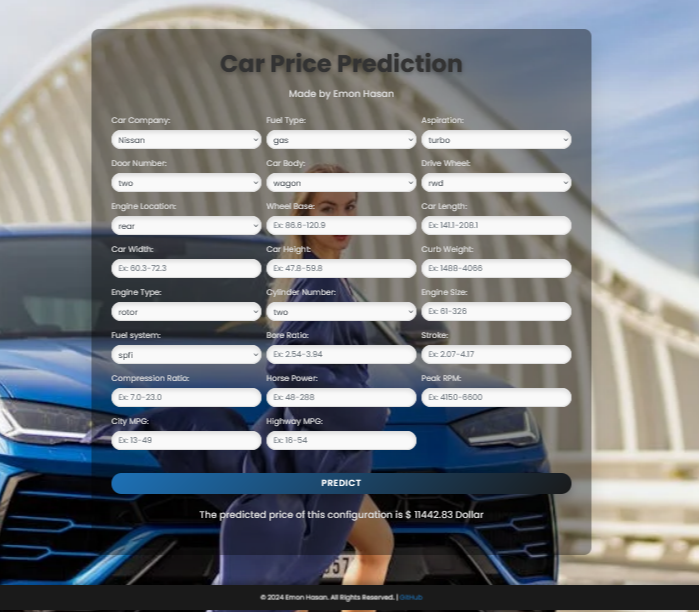 Car Price Prediction
Made by Emon Hasan
Car Company: Fuel Type: Aspiration:
Nissan gas turbo
Door Number: Car Body: Drive Wheel:
two wagon rwd
Engine Location: Wheel Base: Car Length:
rear Ex: 86.6-120.9 Ex: 141.1-208.1
Car Width: Car Height: Curb Weight:
Ex: 60.3-72.3 Ex: 47.8-59.8 Ex: 1488-4066
Engine Type: Cylinder Number: Engine Size:
rotor two Ex: 61-326
Fuel system: Bore Ratio: Stroke:
spfi Ex: 2.54-3.94 Ex: 2.07-4.17
Compression Ratio: Horse Power: Peak RPM:
Ex: 7.0-23.0 Ex: 48-288 Ex: 4150-6600
City MPG: Highway MPG:
Ex: 13-49 Ex: 16-54
PREDICT
The predicted price of this configuration is $ 11442.83 Dollar
© 2024 Emon Hasan. All Rights Reserved. | GitHub